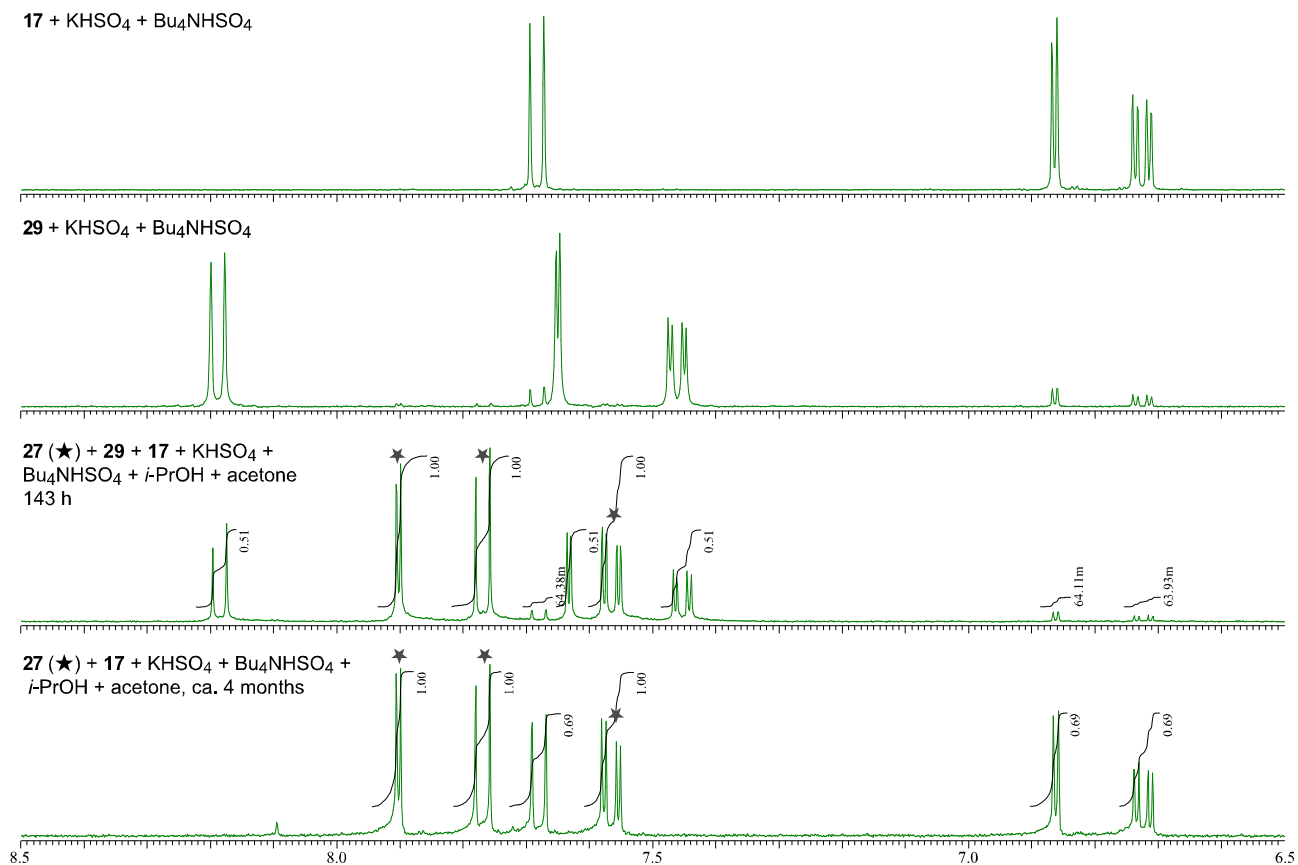 17 + KHSO₄ + Bu₄NHSO₄
29 + KHSO₄ + Bu₄NHSO₄
27 (★) + 29 + 17 + KHSO₄ +
Bu₄NHSO₄ + i-PrOH + acetone
143 h
0.51
1.00
1.00
64.38m
0.51
1.00
0.51
64.11m
63.93m
27 (★) + 17 + KHSO₄ + Bu₄NHSO₄ +
i-PrOH + acetone, ca. 4 months
1.00
1.00
0.69
1.00
0.69
0.69
8.5 8.0 7.5 7.0 6.5